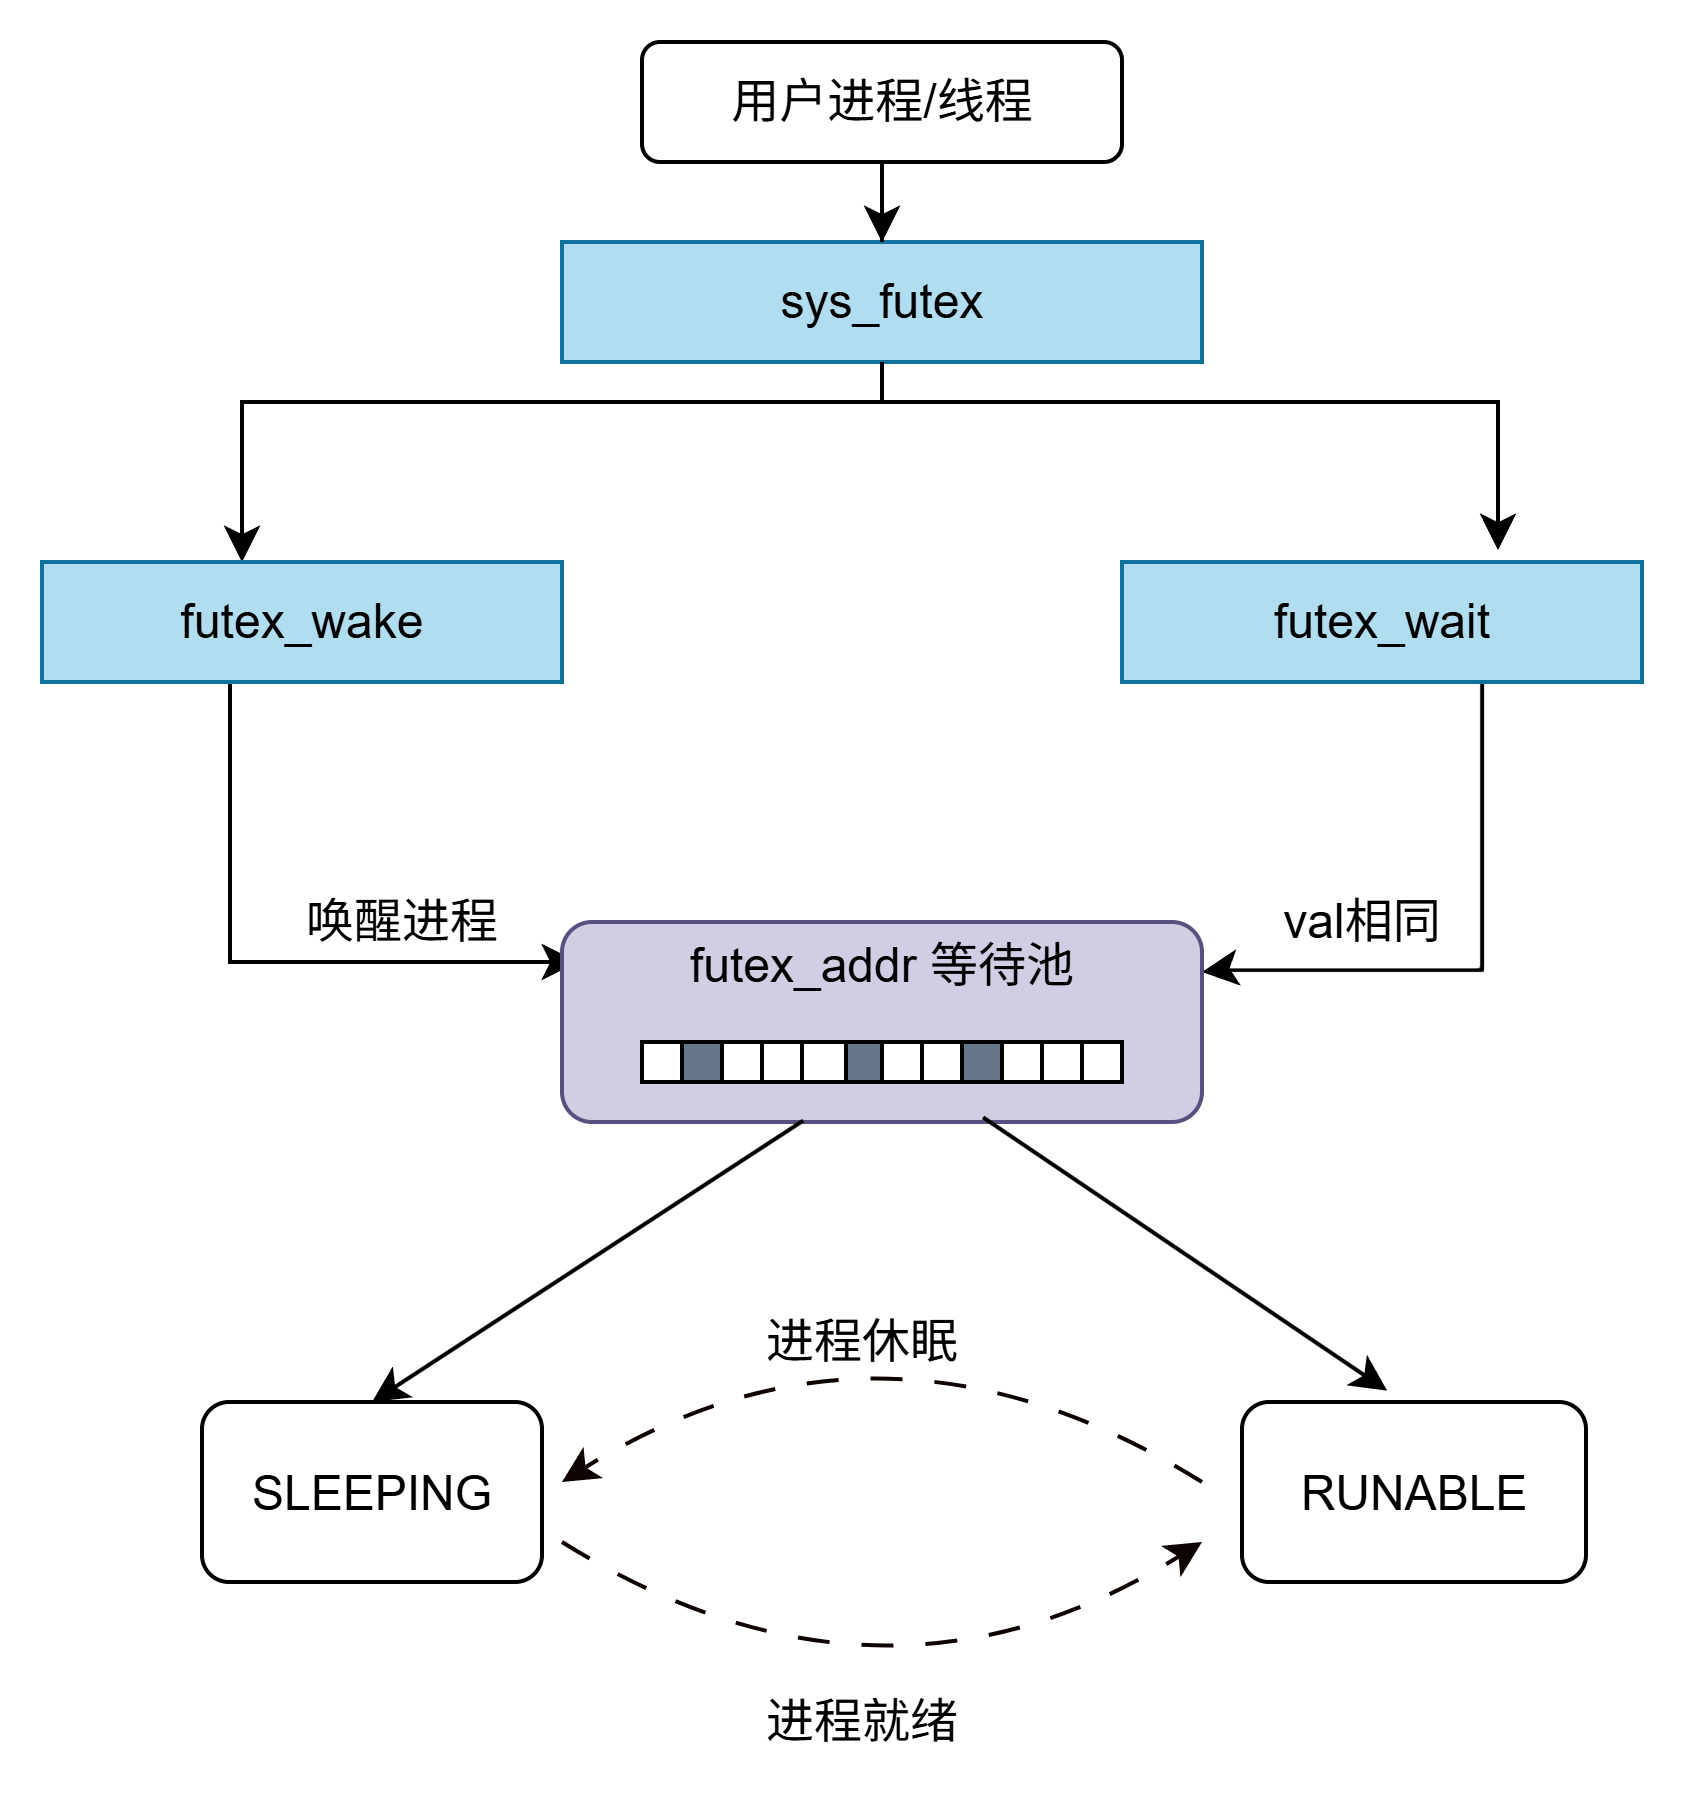 用户进程/线程
sys_futex
futex_wake
futex_wait
唤醒进程
val相同
futex_addr 等待池
进程休眠
SLEEPING
RUNABLE
进程就绪